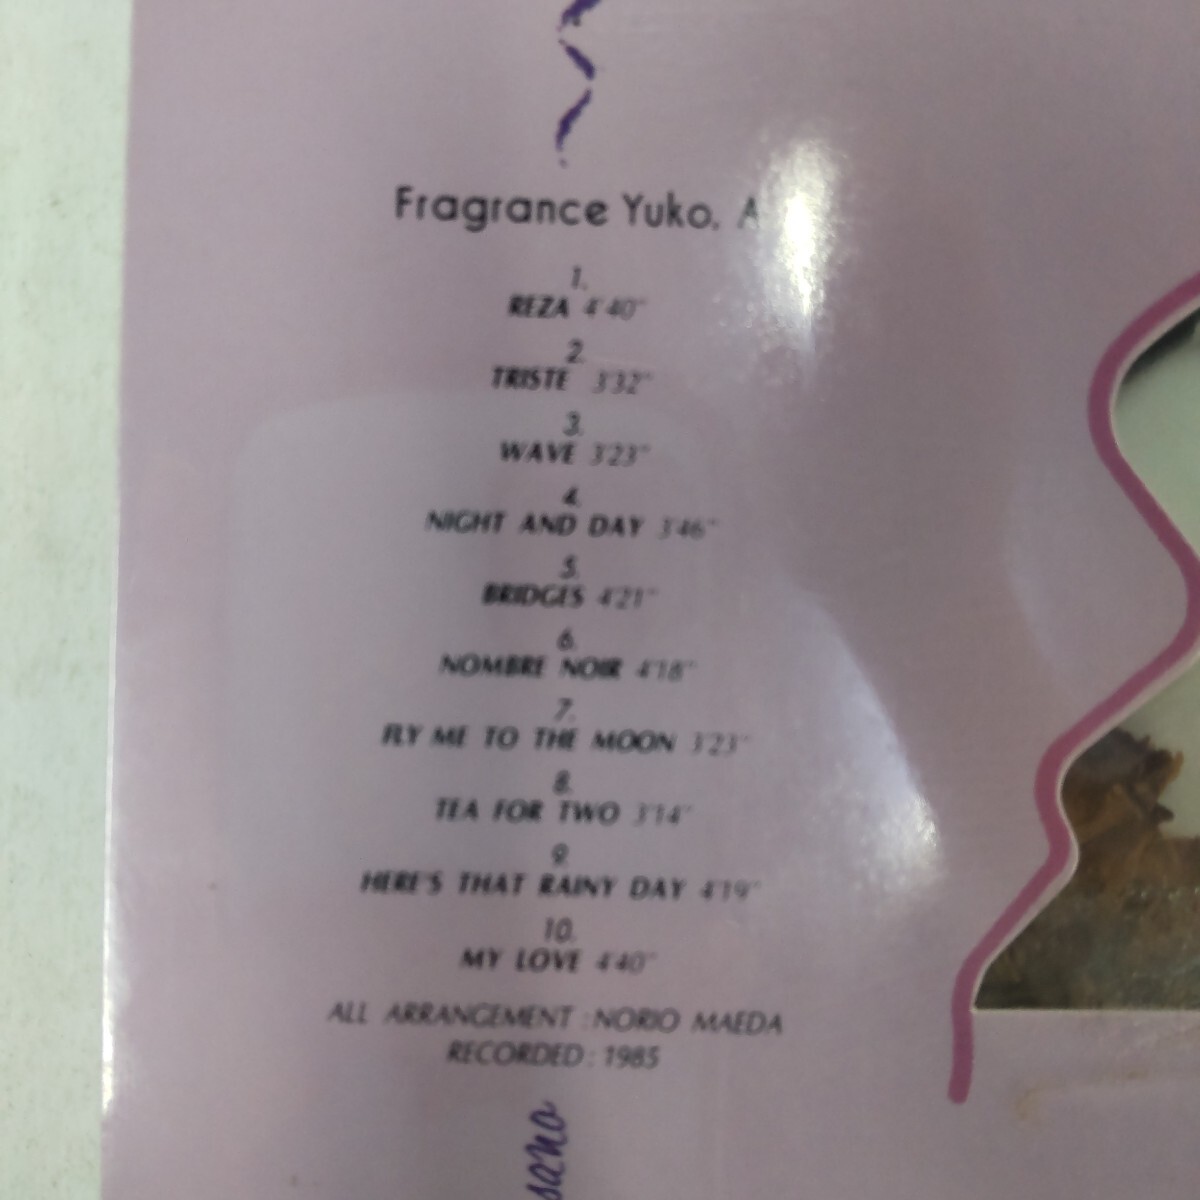 Fragrance Yuko, A
1.
REZA 4'40"
2.
TRISTE 3'32"
3.
WAVE 3'23"
4.
NIGHT AND DAY 3'46"
5.
BRIDGES 4'21"
6.
NOMBRE NOIR 4'18"
7.
FLY ME TO THE MOON 3'23"
8.
TEA FOR TWO 3'14"
9.
HERE'S THAT RAINY DAY 4'19"
10.
MY LOVE 4'40"
ALL ARRANGEMENT : NORIO MAEDA
RECORDED : 1985
sano